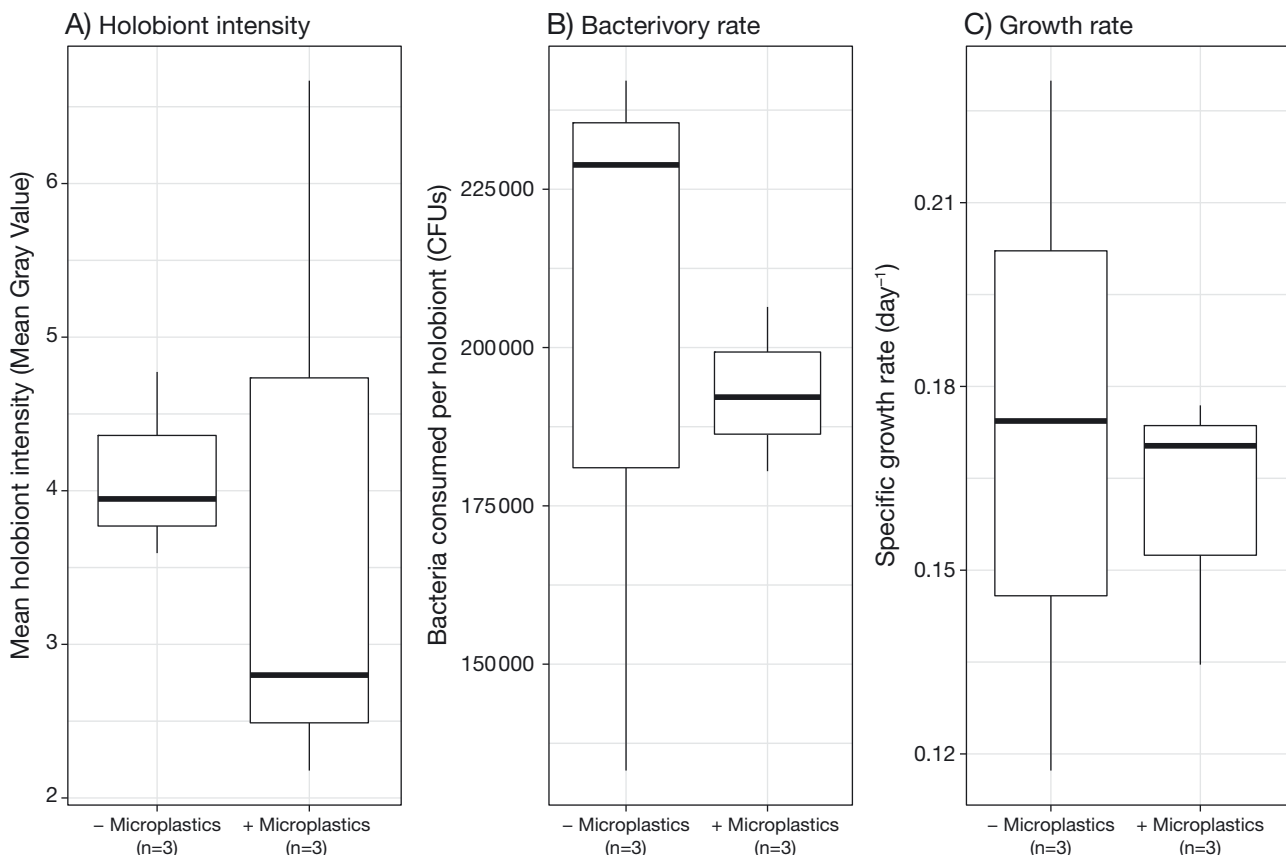 A) Holobiont intensity
Mean holobiont intensity (Mean Gray Value)
6
5
4
3
2
– Microplastics
(n=3)
+ Microplastics
(n=3)
B) Bacterivory rate
Bacteria consumed per holobiont (CFUs)
225000
200000
175000
150000
– Microplastics
(n=3)
+ Microplastics
(n=3)
C) Growth rate
Specific growth rate (day⁻¹)
0.21
0.18
0.15
0.12
– Microplastics
(n=3)
+ Microplastics
(n=3)